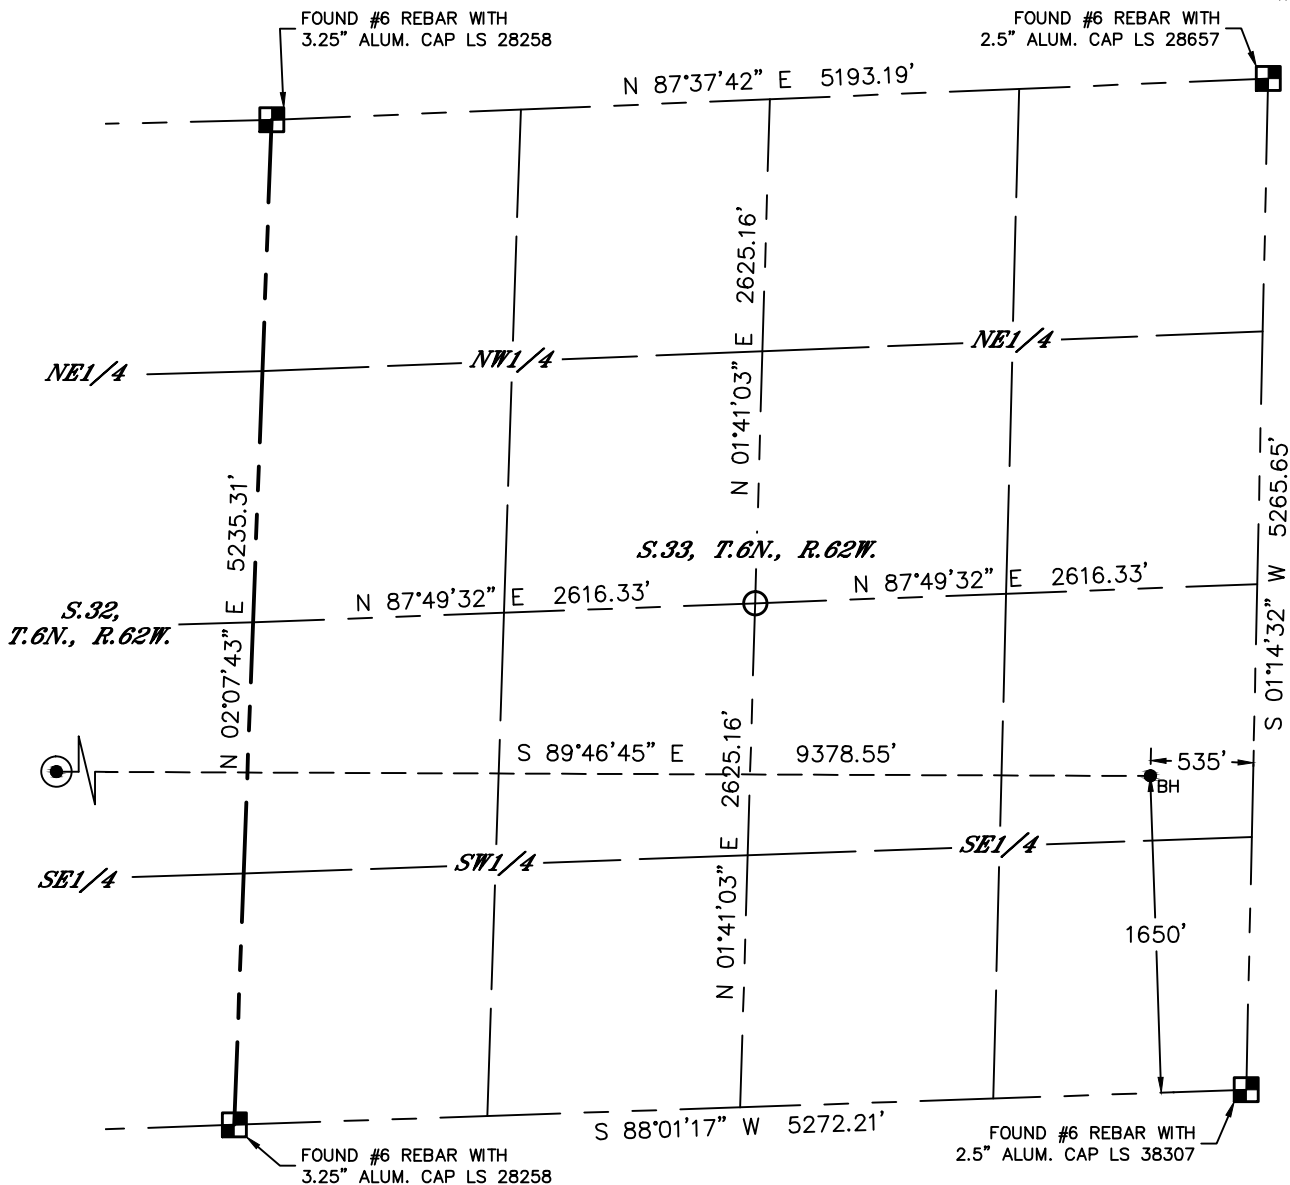 FOUND #6 REBAR WITH
3.25” ALUM. CAP LS 28258
FOUND #6 REBAR WITH
2.5” ALUM. CAP LS 28657
N 87°37'42” E 5193.19'
N 01°41'03” E 2625.16'
NE1/4
NW1/4
NE1/4
N 02°07'43” E 5235.31'
S 01°14'32” W 5265.65'
S.33, T.6N., R.62W.
N 87°49'32” E 2616.33'
N 87°49'32” E 2616.33'
S.32,
T.6N., R.62W.
S 89°46'45” E 9378.55'
535'
BH
N 01°41'03” E 2625.16'
SE1/4
SW1/4
SE1/4
1650'
S 88°01'17” W 5272.21'
FOUND #6 REBAR WITH
3.25” ALUM. CAP LS 28258
FOUND #6 REBAR WITH
2.5” ALUM. CAP LS 38307